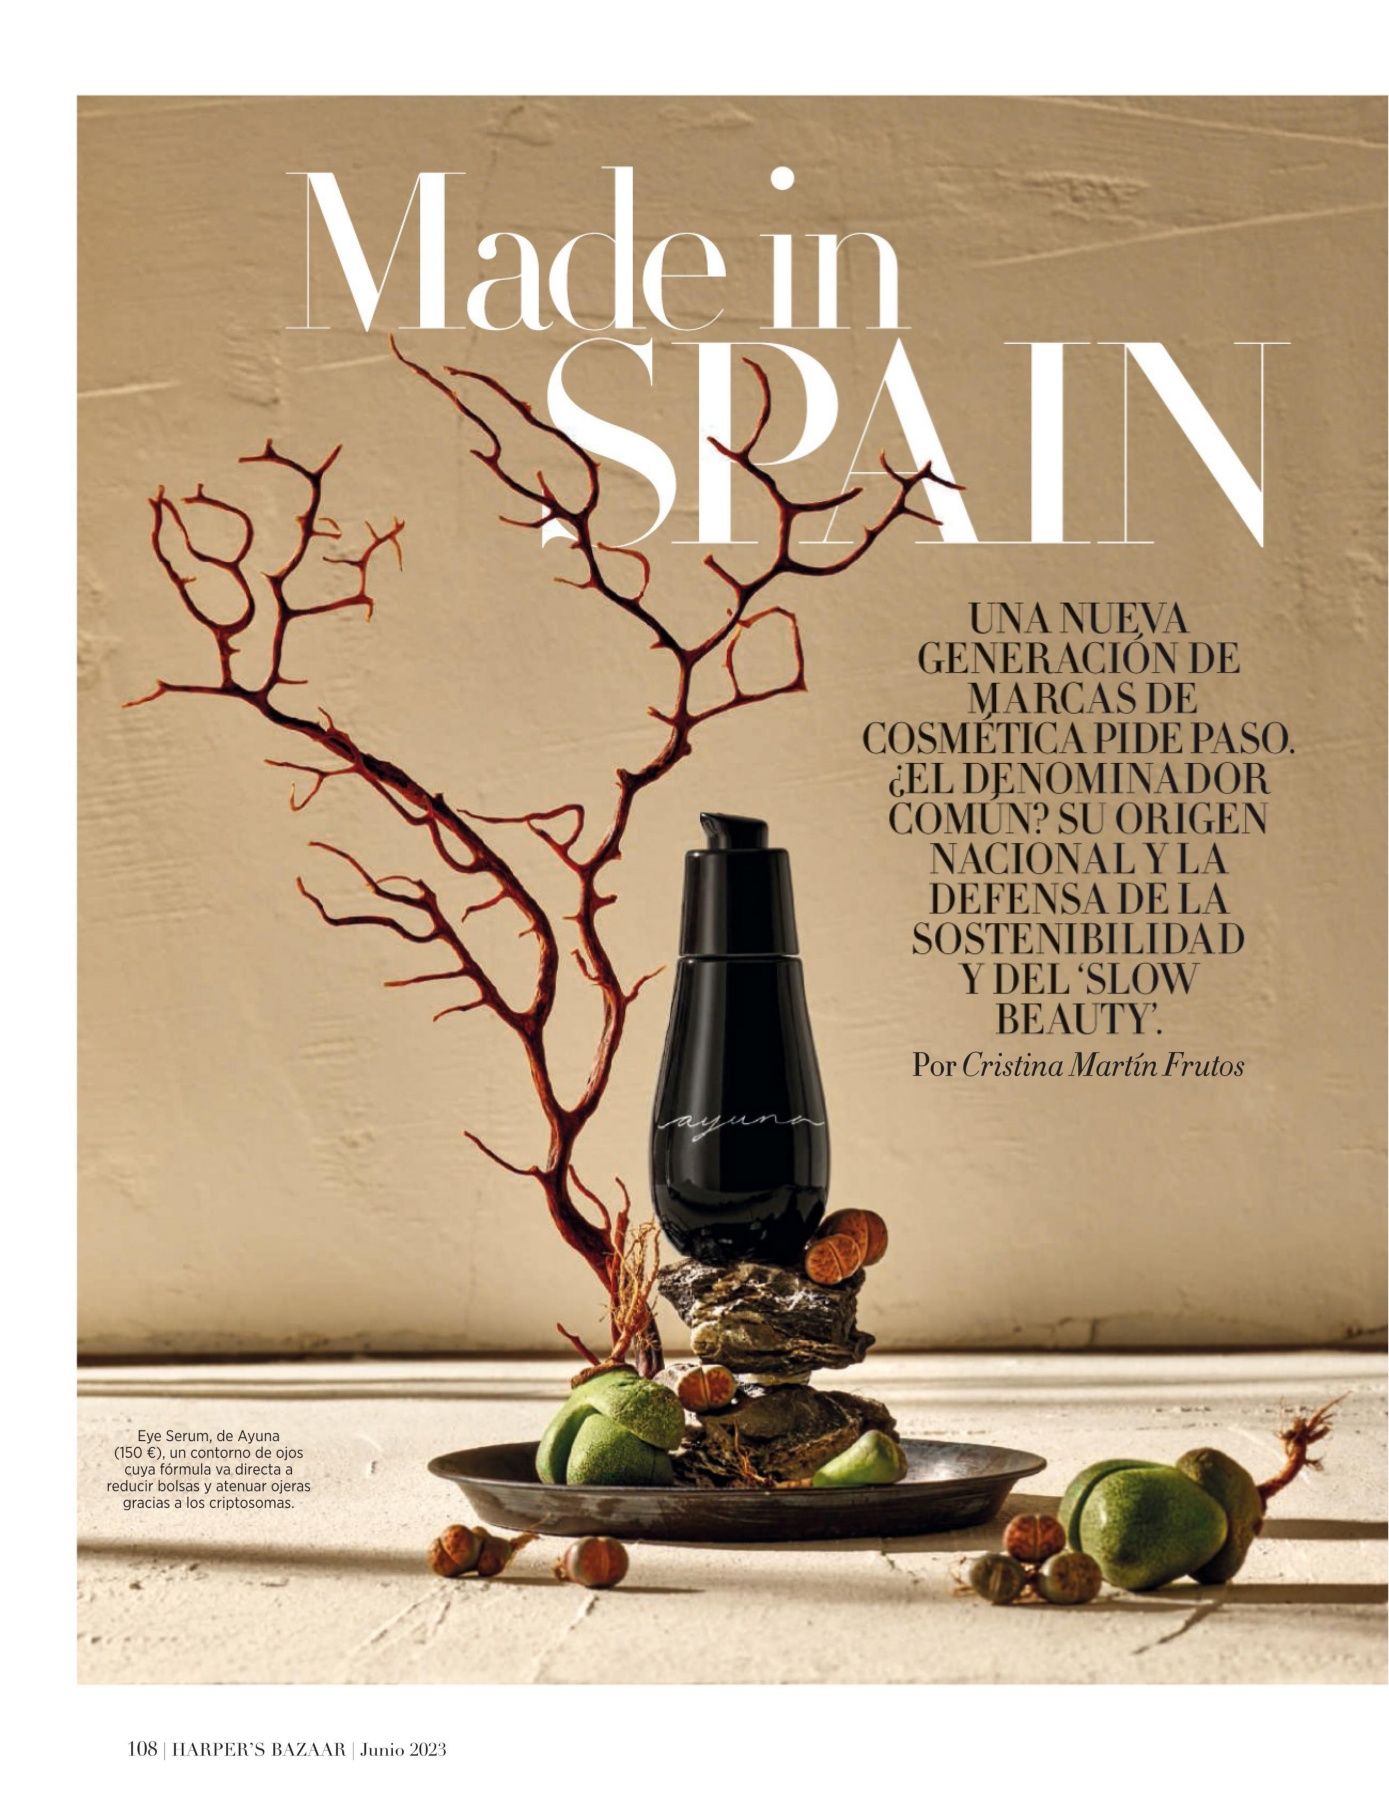 Made in
SPAIN
UNA NUEVA
GENERACIÓN DE
MARCAS DE
COSMÉTICA PIDE PASO.
¿EL DENOMINADOR
COMÚN? SU ORIGEN
NACIONAL Y LA
DEFENSA DE LA
SOSTENIBILIDAD
Y DEL ‘SLOW
BEAUTY’.
Por Cristina Martín Frutos
ayuna
Eye Serum, de Ayuna
(150 €), un contorno de ojos
cuya fórmula va directa a
reducir bolsas y atenuar ojeras
gracias a los criptosomas.
108 | HARPER’S BAZAAR | Junio 2023